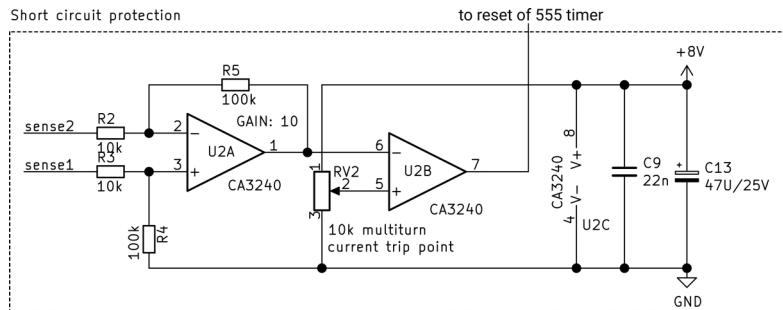 Short circuit protection
to reset of 555 timer
+8V
R5
100k
GAIN: 10
sense2
R2
10k
2
-
U2A
1
sense1
R3
10k
3
+
CA3240
R4
100k
1
RV2
2
3
10k multiturn
current trip point
6
-
U2B
7
5
+
CA3240
8
V+
CA3240
V-
4
U2C
C9
22n
+
C13
47U/25V
GND